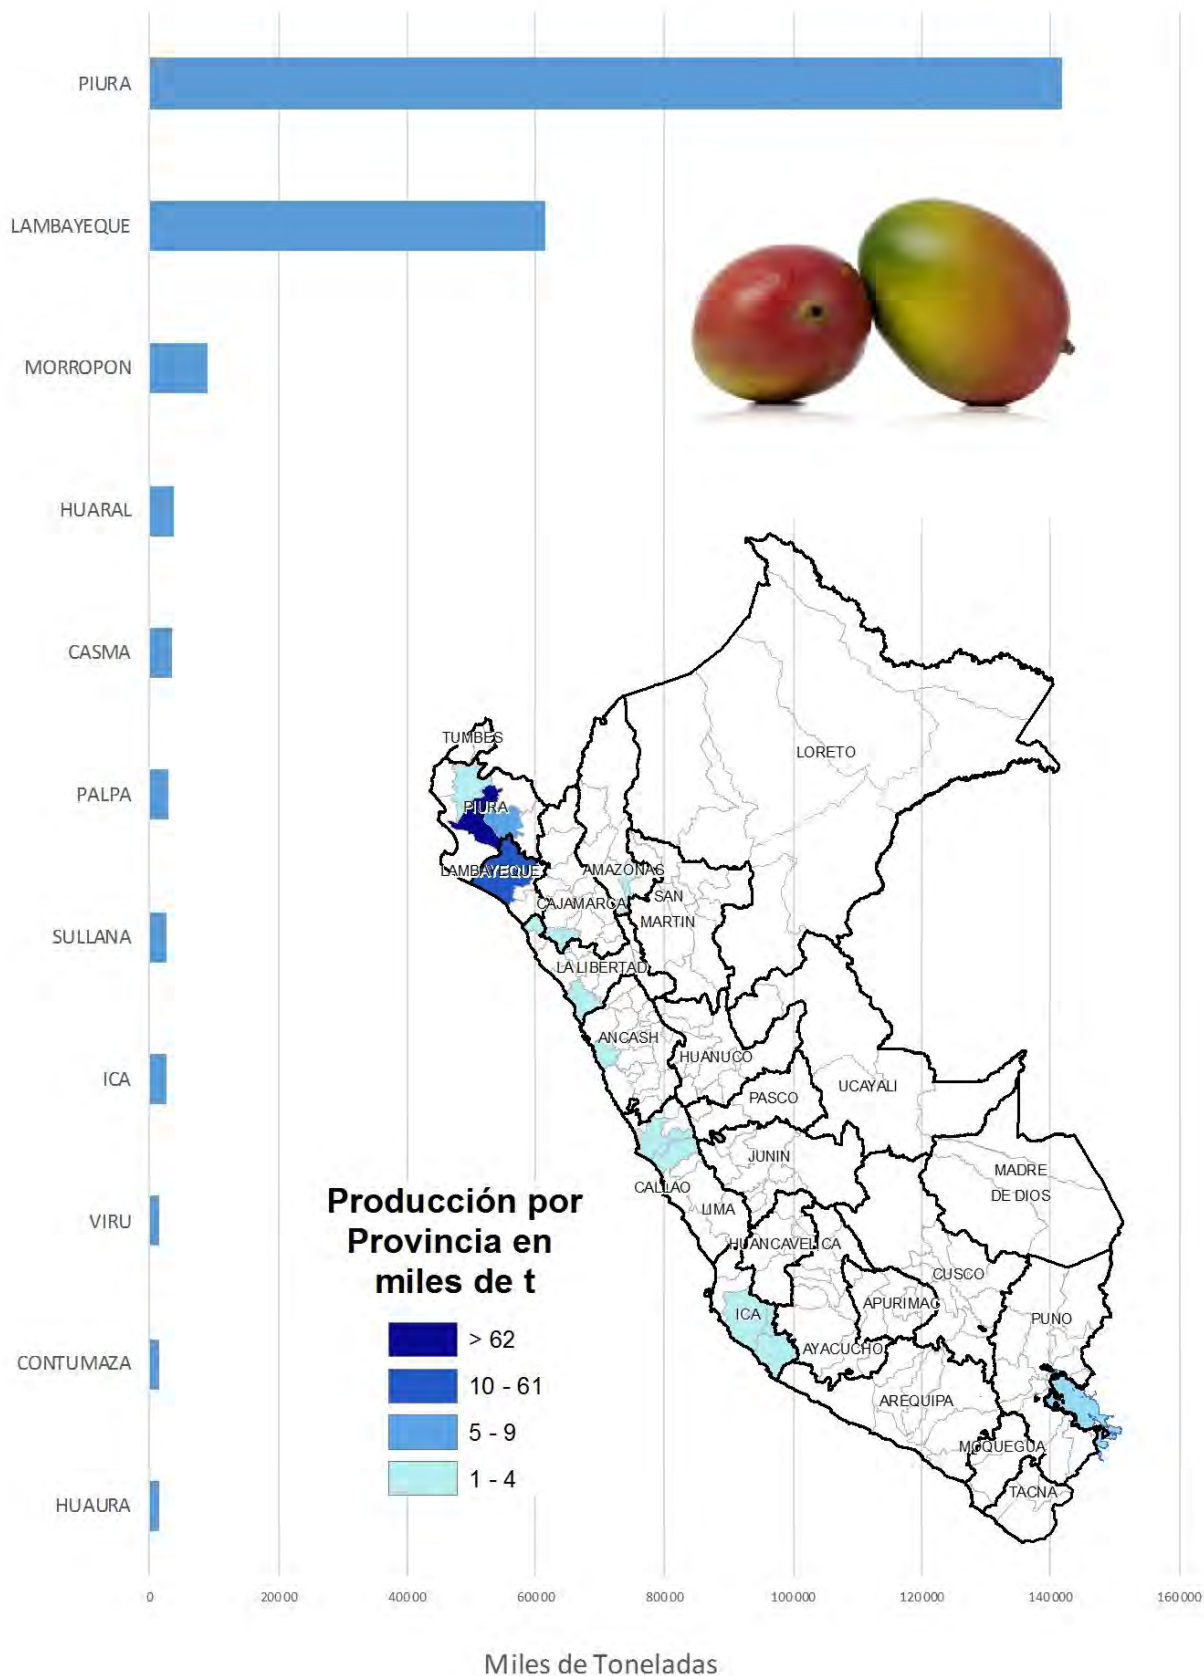 PIURA
LAMBAYEQUE
MORROPON
HUARAL
CASMA
PALPA
SULLANA
ICA
VIRU
CONTUMAZA
HUAURA
TUMBES
LORETO
PIURA
LAMBAYEQUE
AMAZONAS
CAJAMARCA
SAN
MARTIN
LA LIBERTAD
ANCASH
HUANUCO
UCAYALI
PASCO
JUNIN
MADRE
DE DIOS
CALLAO
LIMA
HUANCAVELICA
CUSCO
APURIMAC
ICA
PUNO
AYACUCHO
AREQUIPA
MOQUEGUA
TACNA
Producción por
Provincia en
miles de t
> 62
10 - 61
5 - 9
1 - 4
0 20000 40000 60000 80000 100000 120000 140000 160000
Miles de Toneladas